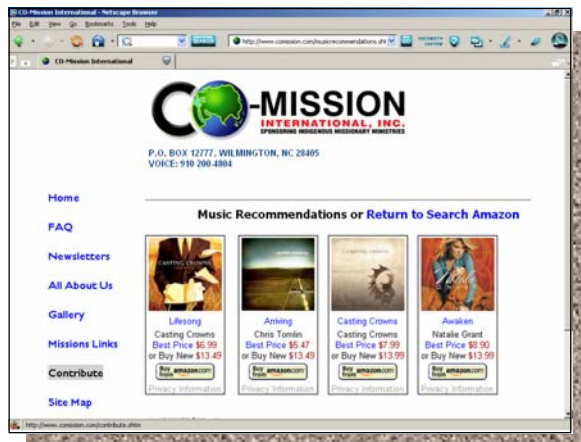 CO-Mission International - Netscape Browser
File Edit View Go Bookmarks Tools Help
http://www.comission.com/musicrecommendations.sht
CO-Mission International
CO-MISSION
INTERNATIONAL, INC.
SPONSORING INDIGENOUS MISSIONARY MINISTRIES
P.O. BOX 12777, WILMINGTON, NC 28405
VOICE: 910 200-4804
Home
FAQ
Newsletters
All About Us
Gallery
Missions Links
Contribute
Site Map
Music Recommendations or Return to Search Amazon
CASTING CROWNS
Lifesong
Casting Crowns
Best Price $6.99
or Buy New $13.49
Buy from amazon.com
Privacy Information
Arriving
Chris Tomlin
Best Price $5.47
or Buy New $13.49
Buy from amazon.com
Privacy Information
Casting Crowns
Casting Crowns
Best Price $7.99
or Buy New $13.99
Buy from amazon.com
Privacy Information
Natalie
Awaken
Natalie Grant
Best Price $8.90
or Buy New $13.99
Buy from amazon.com
Privacy Information
http://www.comission.com/contribute.shtm